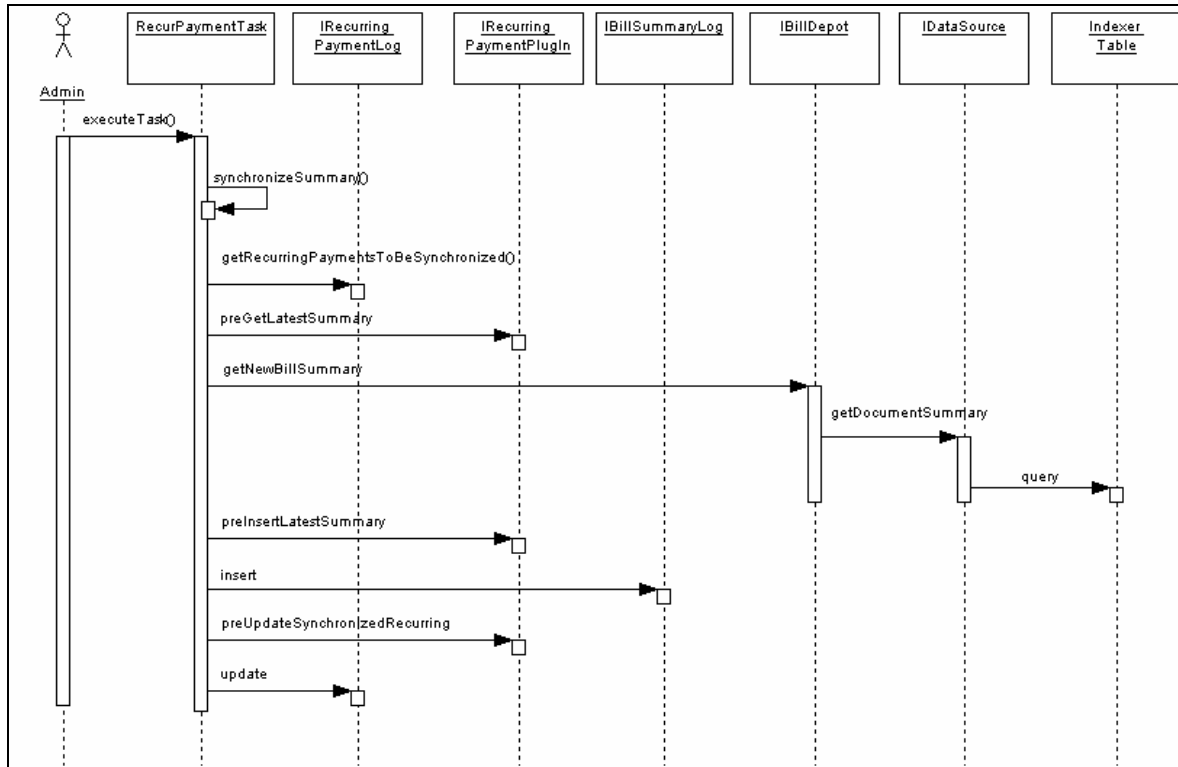 RecurPaymentTask
IRecurring
PaymentLog
IRecurring
PaymentPlugIn
IBillSummaryLog
IBillDepot
IDataSource
Indexer
Table
Admin
executeTask()
synchronizeSummary()
getRecurringPaymentsToBeSynchronized()
preGetLatestSummary
getNewBillSummary
getDocumentSummary
query
preInsertLatestSummary
insert
preUpdateSynchronizedRecurring
update